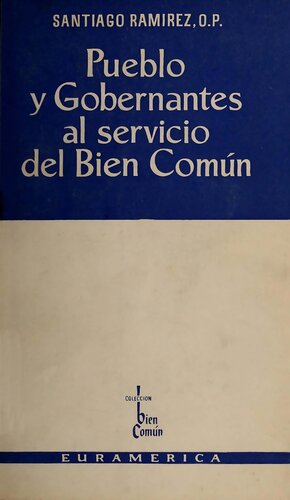 SANTIAGO RAMIREZ, O.P.
Pueblo
y Gobernantes
al servicio
del Bien Común
COLECCION
bien
Común
EURAMERICA